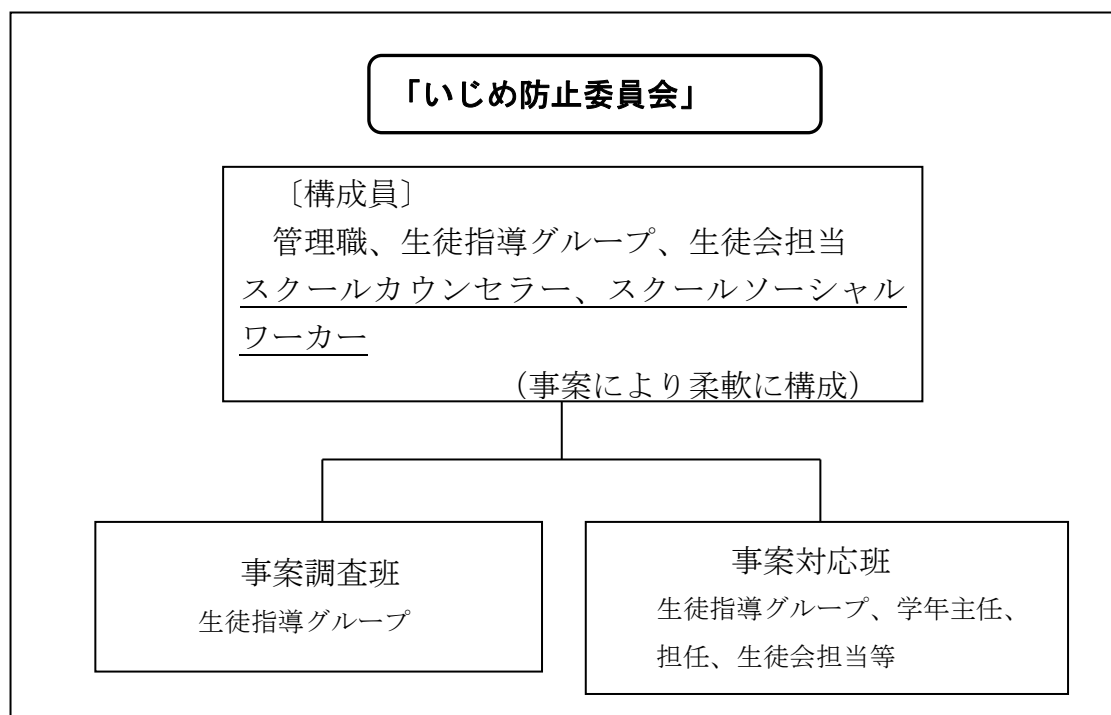 「いじめ防止委員会」
〔構成員〕
管理職、生徒指導グループ、生徒会担当
スクールカウンセラー、スクールソーシャル
ワーカー
（事案により柔軟に構成）
事案調査班
生徒指導グループ
事案対応班
生徒指導グループ、学年主任、
担任、生徒会担当等